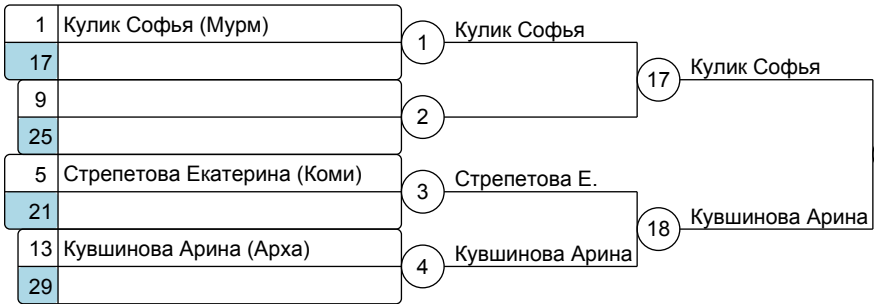 1 Кулик Софья (Мурм)
17
1 Кулик Софья
9
25
2
17 Кулик Софья
5 Стрепетова Екатерина (Коми)
21
3 Стрепетова Е.
13 Кувшинова Арина (Арха)
29
4 Кувшинова Арина
18 Кувшинова Арина